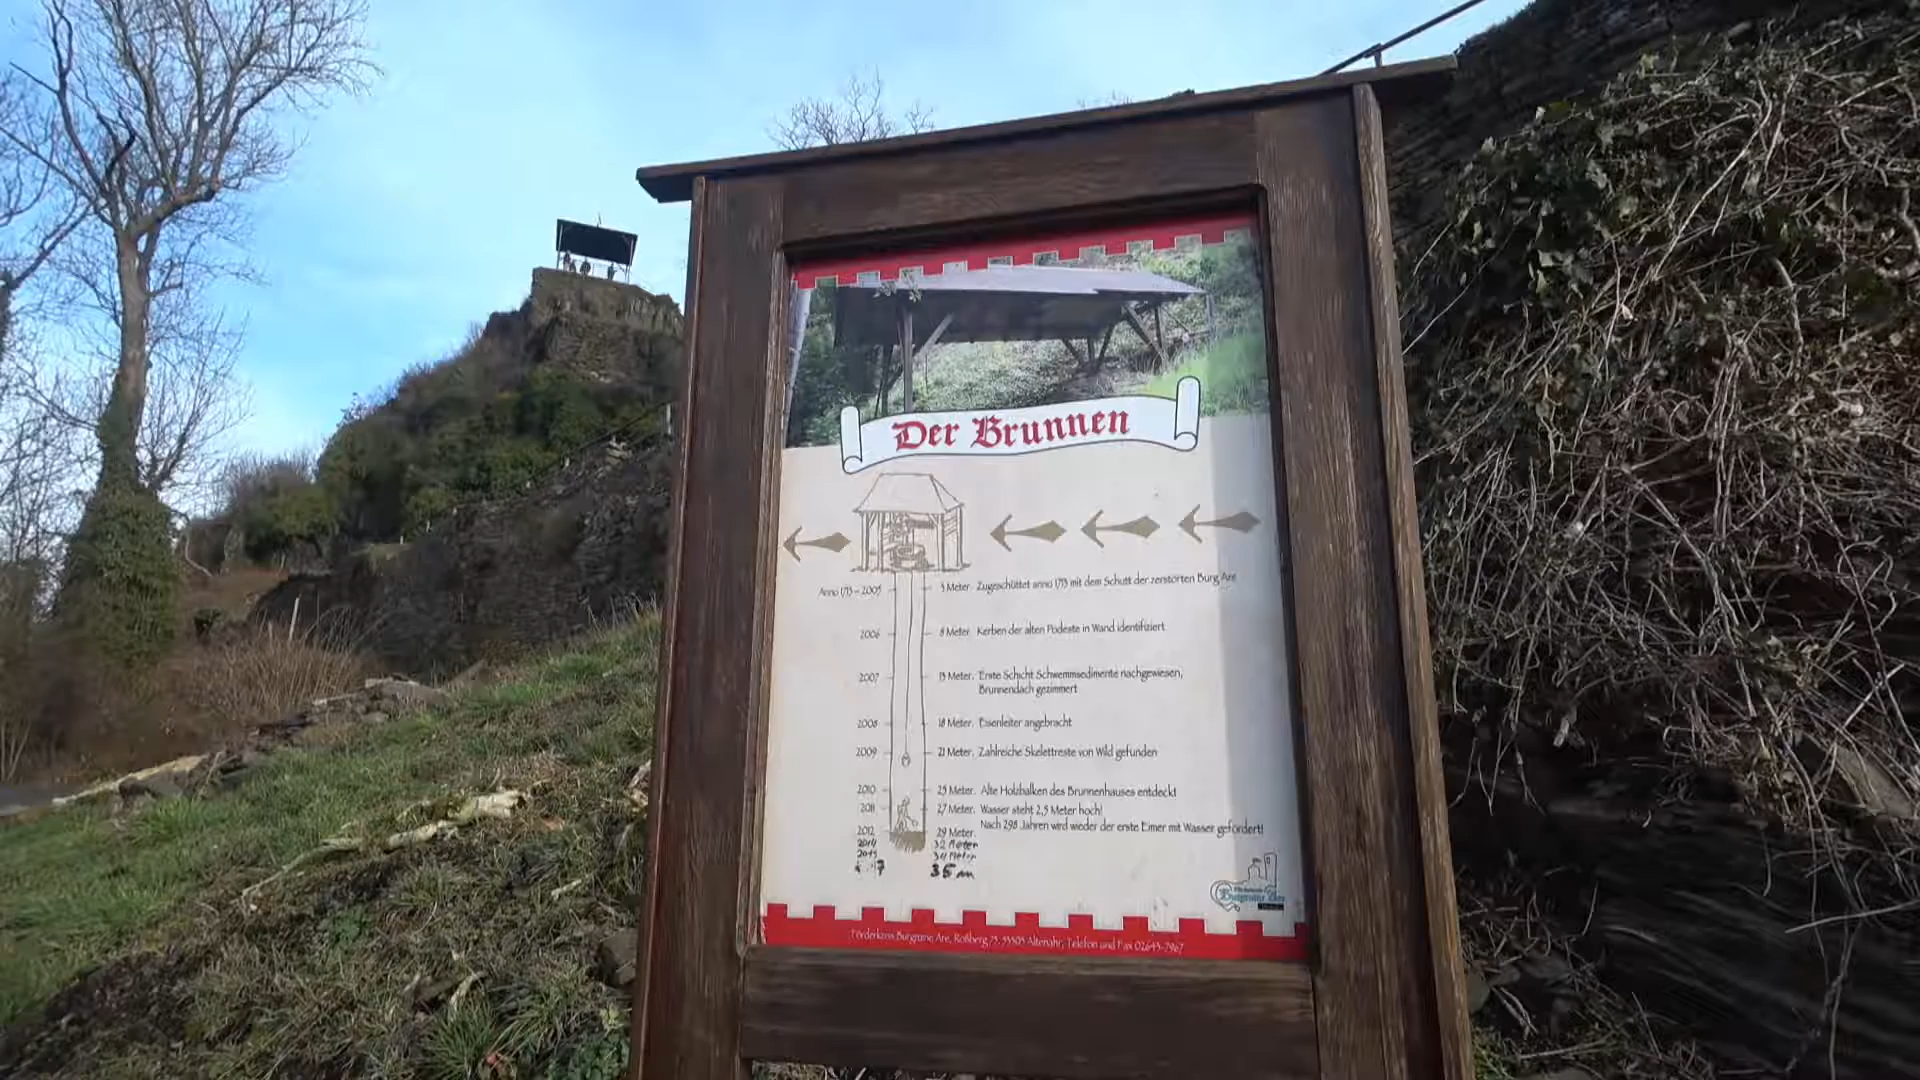 Der Brunnen
Anno 1713 – 2005 3 Meter. Zugeschüttet anno 1713 mit dem Schutt der zerstörten Burg Are
2006 8 Meter. Kerben der alten Podeste in Wand identifiziert
2007 13 Meter. Erste Schicht Schwemmsedimente nachgewiesen,
Brunnendach gezimmert
2008 18 Meter. Eisenleiter angebracht
2009 21 Meter. Zahlreiche Skelettreste von Wild gefunden
2010 25 Meter. Alte Holzbalken des Brunnenhauses entdeckt
2011 27 Meter. Wasser steht 2,5 Meter hoch!
Nach 298 Jahren wird wieder der erste Eimer mit Wasser gefördert!
2012 29 Meter.
2014 32 Meter
2015 34 Meter
35 m
Burgruine Are
Förderkreis Burgruine Are, Roßberg 73, 53505 Altenahr, Telefon und Fax 02643-7967